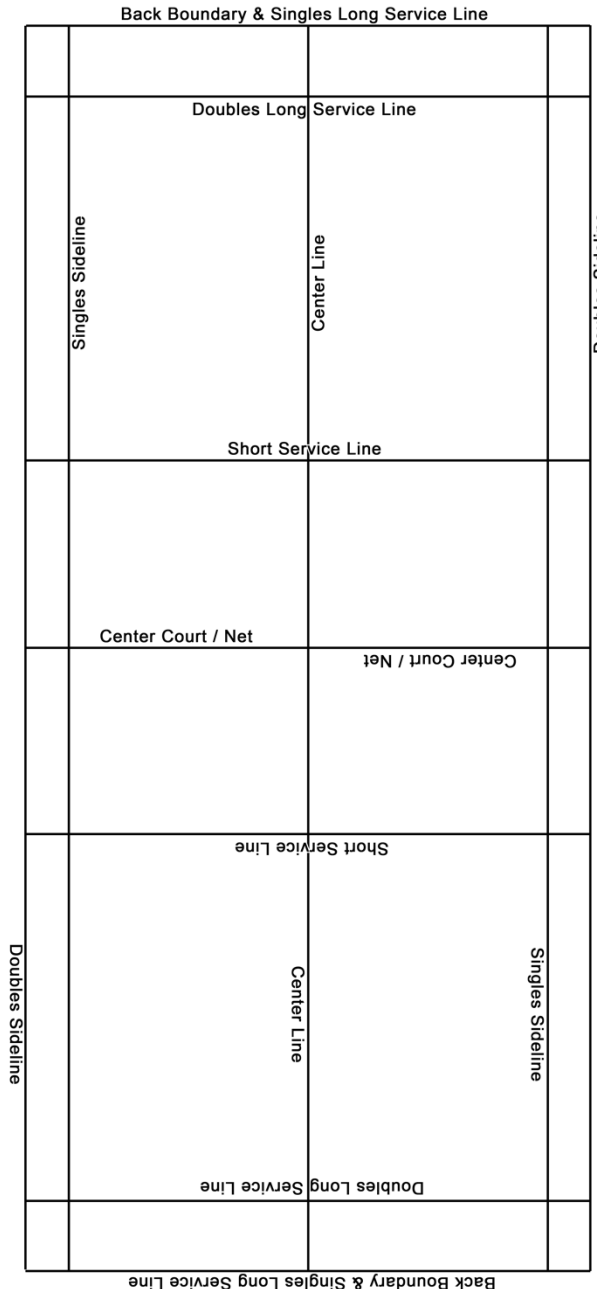 Back Boundary & Singles Long Service Line
Doubles Long Service Line
Singles Sideline
Center Line
Doubles Sideline
Short Service Line
Center Court / Net
Center Court / Net
Short Service Line
Doubles Sideline
Center Line
Singles Sideline
Doubles Long Service Line
Back Boundary & Singles Long Service Line